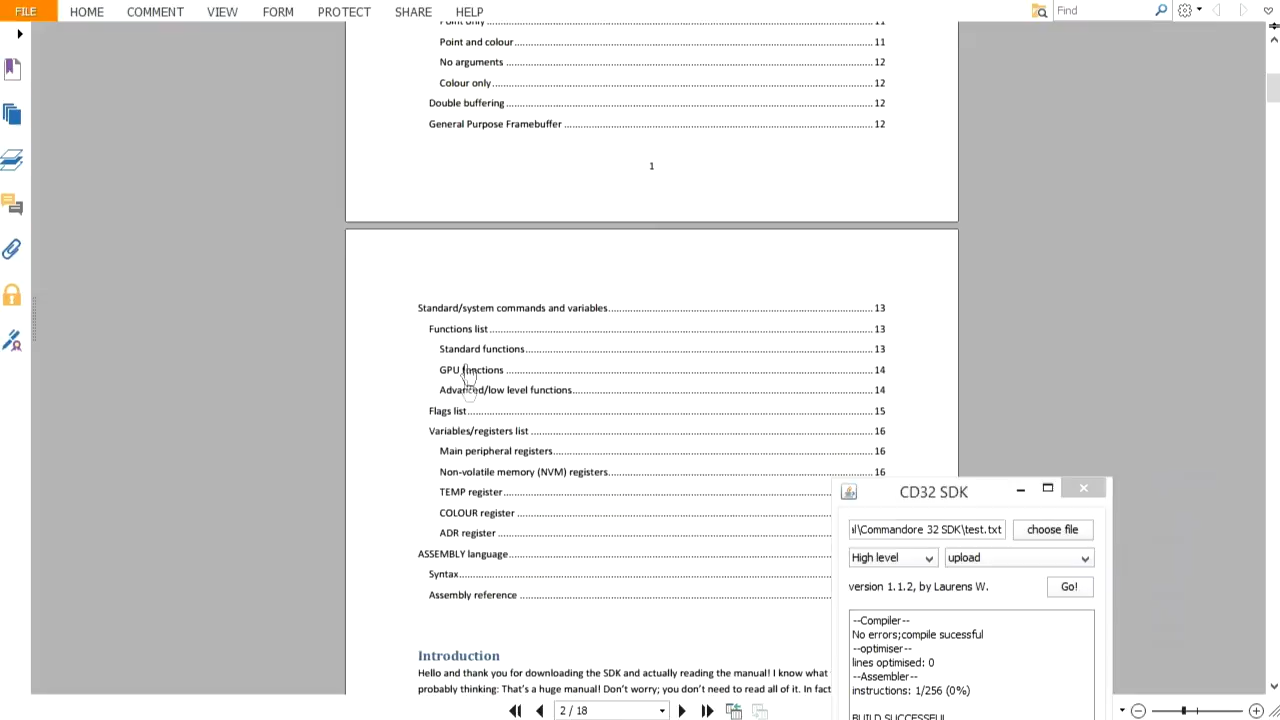 FILE HOME COMMENT VIEW FORM PROTECT SHARE HELP Find
Point only 11
Point and colour 11
No arguments 12
Colour only 12
Double buffering 12
General Purpose Framebuffer 12
1
Standard/system commands and variables 13
Functions list 13
Standard functions 13
GPU functions 14
Advanced/low level functions 14
Flags list 15
Variables/registers list 16
Main peripheral registers 16
Non-volatile memory (NVM) registers 16
TEMP register
COLOUR register
ADR register
ASSEMBLY language
Syntax
Assembly reference
Introduction
Hello and thank you for downloading the SDK and actually reading the manual! I know what
probably thinking: That's a huge manual! Don't worry; you don't need to read all of it. In fact
CD32 SDK
al\Commandore 32 SDK\test.txt choose file
High level upload
version 1.1.2, by Laurens W. Go!
--Compiler--
No errors;compile sucessful
--optimiser--
lines optimised: 0
--Assembler--
instructions: 1/256 (0%)
BUILD SUCCESSFUL
2 / 18